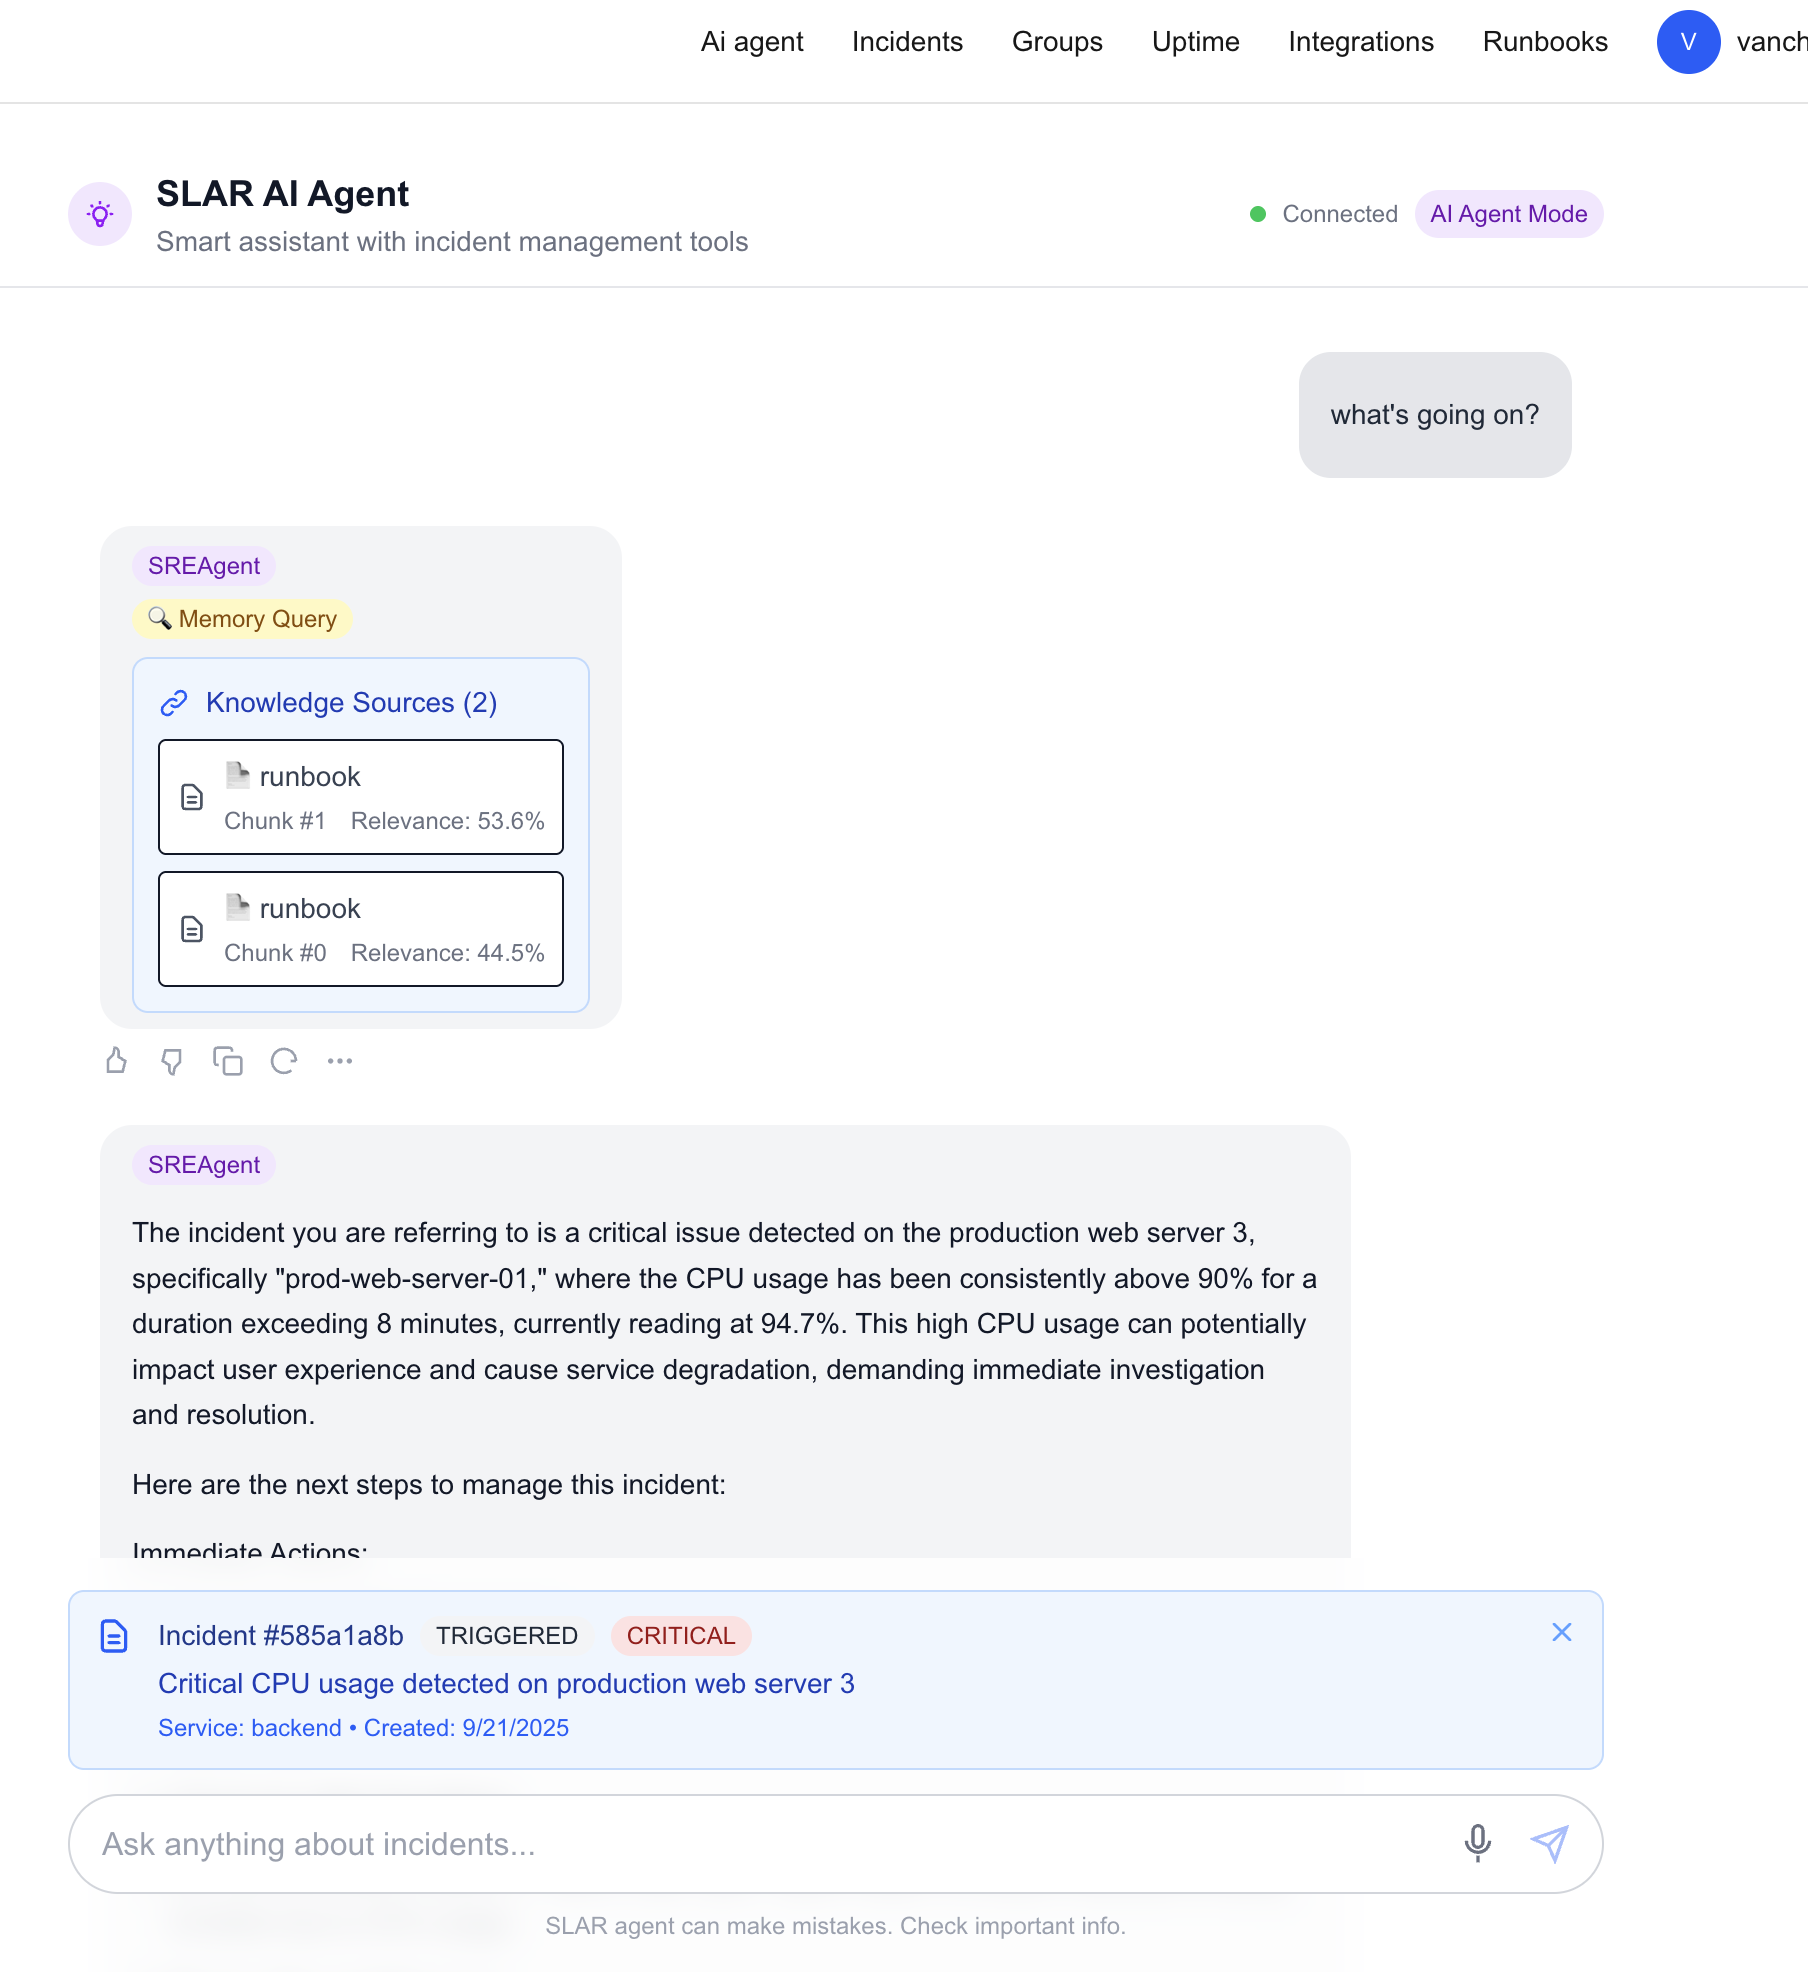 Ai agent Incidents Groups Uptime Integrations Runbooks V vanch
SLAR AI Agent
Smart assistant with incident management tools
Connected AI Agent Mode
what's going on?
SREAgent
Memory Query
Knowledge Sources (2)
runbook
Chunk #1 Relevance: 53.6%
runbook
Chunk #0 Relevance: 44.5%
SREAgent
The incident you are referring to is a critical issue detected on the production web server 3,
specifically "prod-web-server-01," where the CPU usage has been consistently above 90% for a
duration exceeding 8 minutes, currently reading at 94.7%. This high CPU usage can potentially
impact user experience and cause service degradation, demanding immediate investigation
and resolution.
Here are the next steps to manage this incident:
Immediate Actions:
Incident #585a1a8b TRIGGERED CRITICAL
Critical CPU usage detected on production web server 3
Service: backend • Created: 9/21/2025
Ask anything about incidents...
SLAR agent can make mistakes. Check important info.